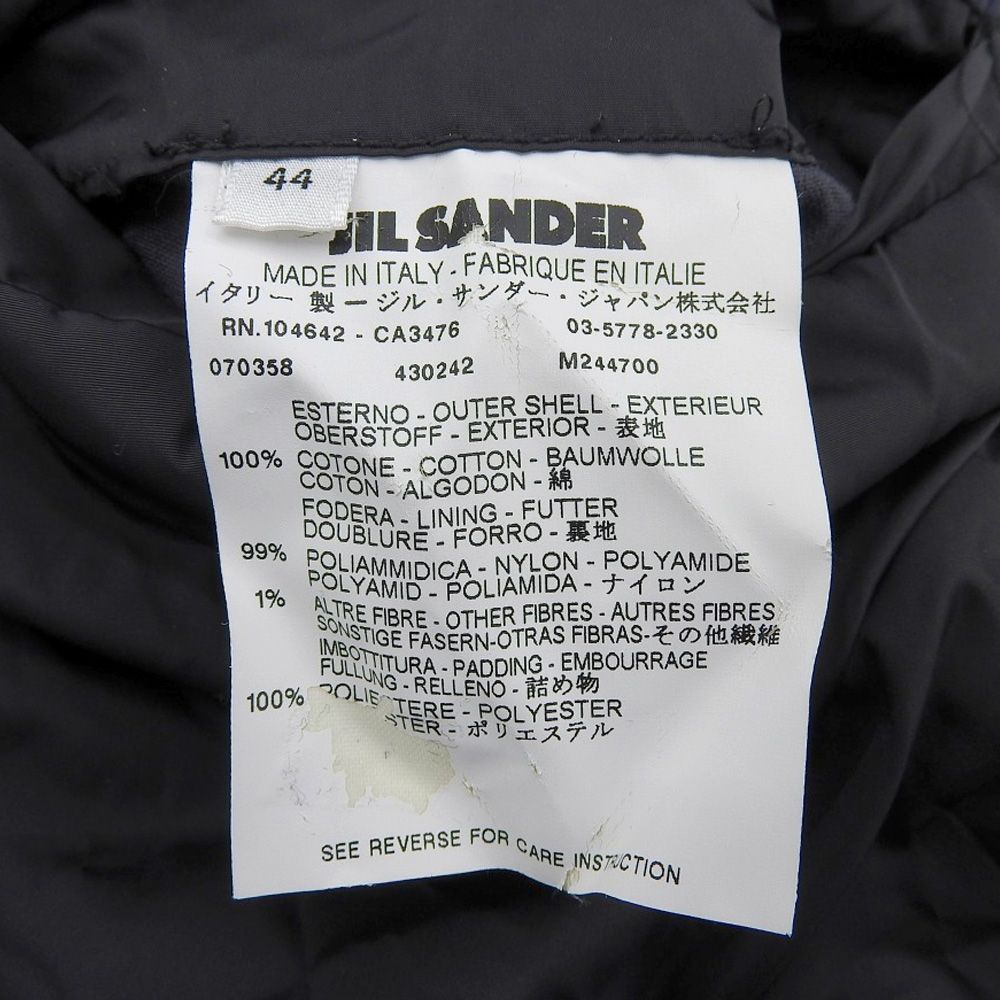 44
JIL SANDER
MADE IN ITALY - FABRIQUE EN ITALIE
イタリー 製 ージル・サンダー・ジャパン株式会社
RN.104642 - CA3476 03-5778-2330
070358 430242 M244700
ESTERNO - OUTER SHELL - EXTERIEUR
OBERSTOFF - EXTERIOR - 表地
100% COTONE - COTTON - BAUMWOLLE
COTON - ALGODON - 綿
FODERA - LINING - FUTTER
DOUBLURE - FORRO - 裏地
99% POLIAMMIDICA - NYLON - POLYAMIDE
POLYAMID - POLIAMIDA - ナイロン
1% ALTRE FIBRE - OTHER FIBRES - AUTRES FIBRES
SONSTIGE FASERN-OTRAS FIBRAS-その他繊維
IMBOTTITURA - PADDING - EMBOURRAGE
FULLUNG - RELLENO - 詰め物
100% POLIESTERE - POLYESTER
ESTER - ポリエステル
SEE REVERSE FOR CARE INSTRUCTION